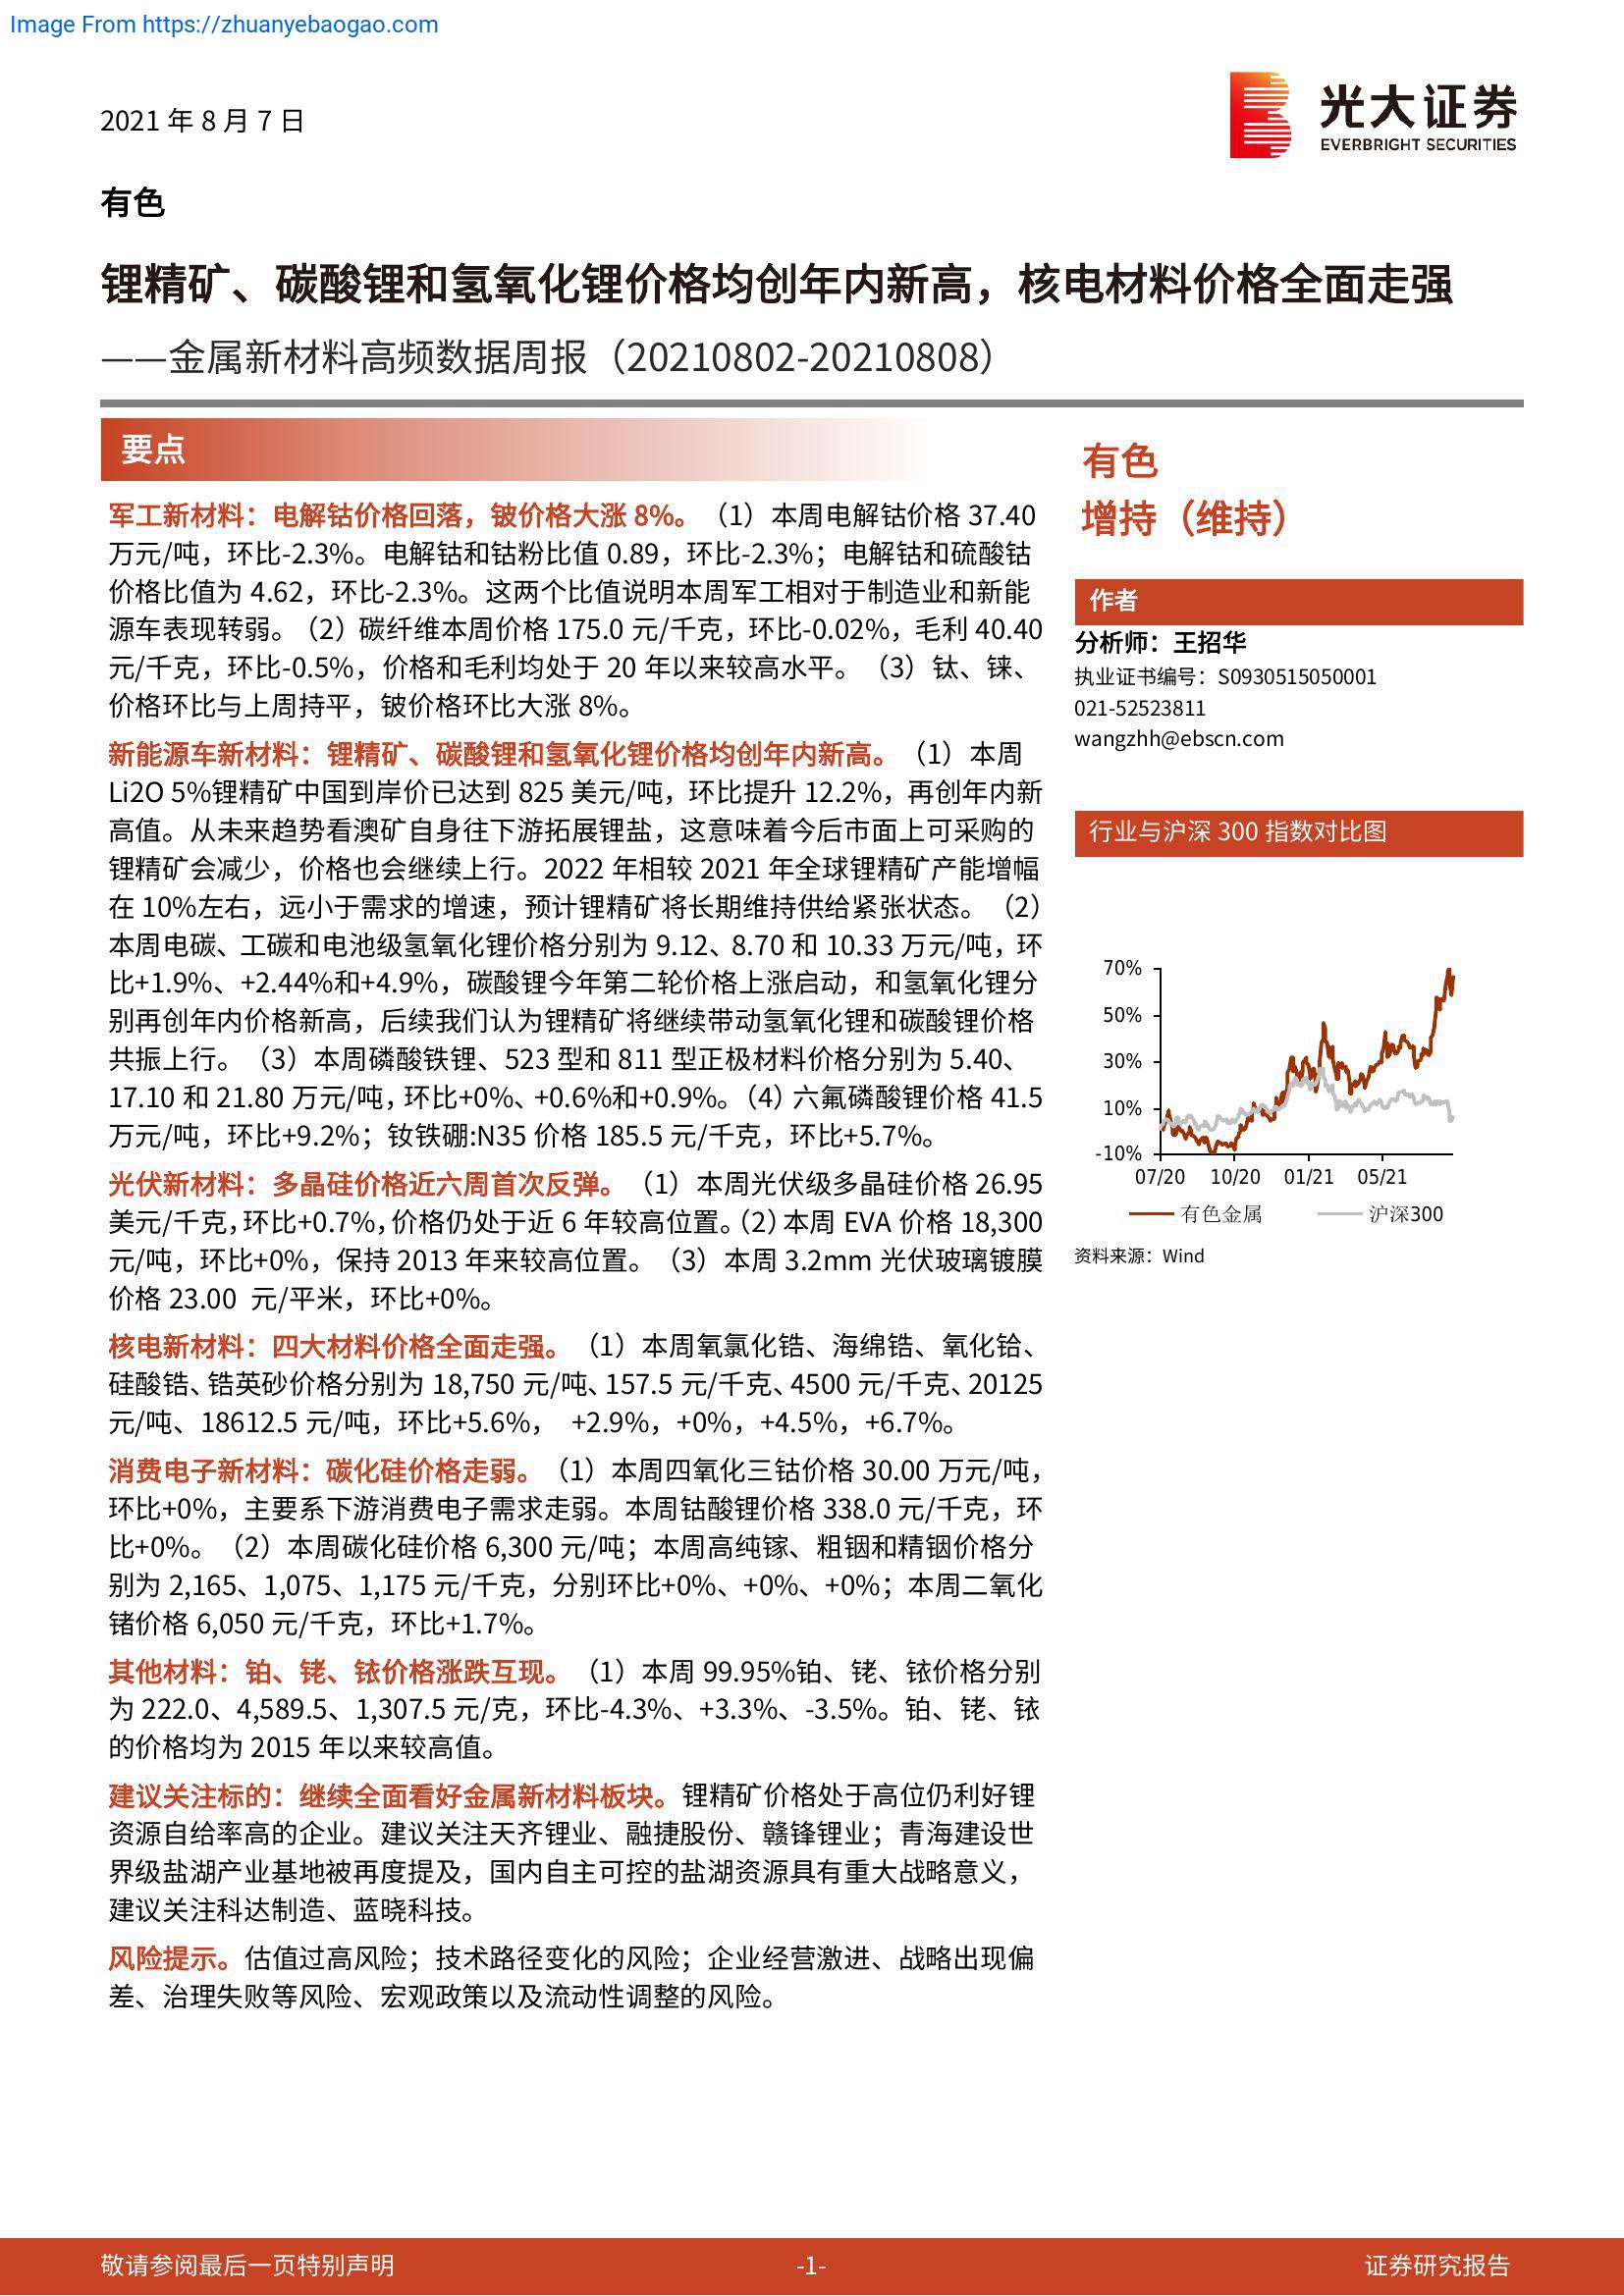 Image From https://zhuanyebaogao.com
2021 年 8 月 7 日
光大证券
EVERBRIGHT SECURITIES
有色
锂精矿、碳酸锂和氢氧化锂价格均创年内新高，核电材料价格全面走强
——金属新材料高频数据周报（20210802-20210808）
要点
军工新材料：电解钴价格回落，铍价格大涨 8%。（1）本周电解钴价格 37.40
万元/吨，环比-2.3%。电解钴和钴粉比值 0.89，环比-2.3%；电解钴和硫酸钴
价格比值为 4.62，环比-2.3%。这两个比值说明本周军工相对于制造业和新能
源车表现转弱。（2）碳纤维本周价格 175.0 元/千克，环比-0.02%，毛利 40.40
元/千克，环比-0.5%，价格和毛利均处于 20 年以来较高水平。（3）钛、铼、
价格环比与上周持平，铍价格环比大涨 8%。
新能源车新材料：锂精矿、碳酸锂和氢氧化锂价格均创年内新高。（1）本周
Li2O 5%锂精矿中国到岸价已达到 825 美元/吨，环比提升 12.2%，再创年内新
高值。从未来趋势看澳矿自身往下游拓展锂盐，这意味着今后市面上可采购的
锂精矿会减少，价格也会继续上行。2022 年相较 2021 年全球锂精矿产能增幅
在 10%左右，远小于需求的增速，预计锂精矿将长期维持供给紧张状态。（2）
本周电碳、工碳和电池级氢氧化锂价格分别为 9.12、8.70 和 10.33 万元/吨，环
比+1.9%、+2.44%和+4.9%，碳酸锂今年第二轮价格上涨启动，和氢氧化锂分
别再创年内价格新高，后续我们认为锂精矿将继续带动氢氧化锂和碳酸锂价格
共振上行。（3）本周磷酸铁锂、523 型和 811 型正极材料价格分别为 5.40、
17.10 和 21.80 万元/吨，环比+0%、+0.6%和+0.9%。（4）六氟磷酸锂价格 41.5
万元/吨，环比+9.2%；钕铁硼:N35 价格 185.5 元/千克，环比+5.7%。
光伏新材料：多晶硅价格近六周首次反弹。（1）本周光伏级多晶硅价格 26.95
美元/千克，环比+0.7%，价格仍处于近 6 年较高位置。（2）本周 EVA 价格 18,300
元/吨，环比+0%，保持 2013 年来较高位置。（3）本周 3.2mm 光伏玻璃镀膜
价格 23.00 元/平米，环比+0%。
核电新材料：四大材料价格全面走强。（1）本周氧氯化锆、海绵锆、氧化铪、
硅酸锆、锆英砂价格分别为 18,750 元/吨、157.5 元/千克、4500 元/千克、20125
元/吨、18612.5 元/吨，环比+5.6%， +2.9%，+0%，+4.5%，+6.7%。
消费电子新材料：碳化硅价格走弱。（1）本周四氧化三钴价格 30.00 万元/吨，
环比+0%，主要系下游消费电子需求走弱。本周钴酸锂价格 338.0 元/千克，环
比+0%。（2）本周碳化硅价格 6,300 元/吨；本周高纯镓、粗铟和精铟价格分
别为 2,165、1,075、1,175 元/千克，分别环比+0%、+0%、+0%；本周二氧化
锗价格 6,050 元/千克，环比+1.7%。
其他材料：铂、铑、铱价格涨跌互现。（1）本周 99.95%铂、铑、铱价格分别
为 222.0、4,589.5、1,307.5 元/克，环比-4.3%、+3.3%、-3.5%。铂、铑、铱
的价格均为 2015 年以来较高值。
建议关注标的：继续全面看好金属新材料板块。锂精矿价格处于高位仍利好锂
资源自给率高的企业。建议关注天齐锂业、融捷股份、赣锋锂业；青海建设世
界级盐湖产业基地被再度提及，国内自主可控的盐湖资源具有重大战略意义，
建议关注科达制造、蓝晓科技。
风险提示。估值过高风险；技术路径变化的风险；企业经营激进、战略出现偏
差、治理失败等风险、宏观政策以及流动性调整的风险。
有色
增持（维持）
作者
分析师：王招华
执业证书编号：S0930515050001
021-52523811
wangzhh@ebscn.com
行业与沪深 300 指数对比图
70%
50%
30%
10%
-10%
07/20 10/20 01/21 05/21
有色金属 沪深300
资料来源：Wind
敬请参阅最后一页特别声明 -1- 证券研究报告